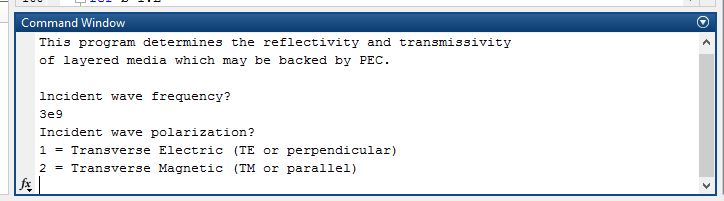 Command Window
This program determines the reflectivity and transmissivity
of layered media which may be backed by PEC.
lncident wave frequency?
3e9
Incident wave polarization?
1 = Transverse Electric (TE or perpendicular)
2 = Transverse Magnetic (TM or parallel)
fx